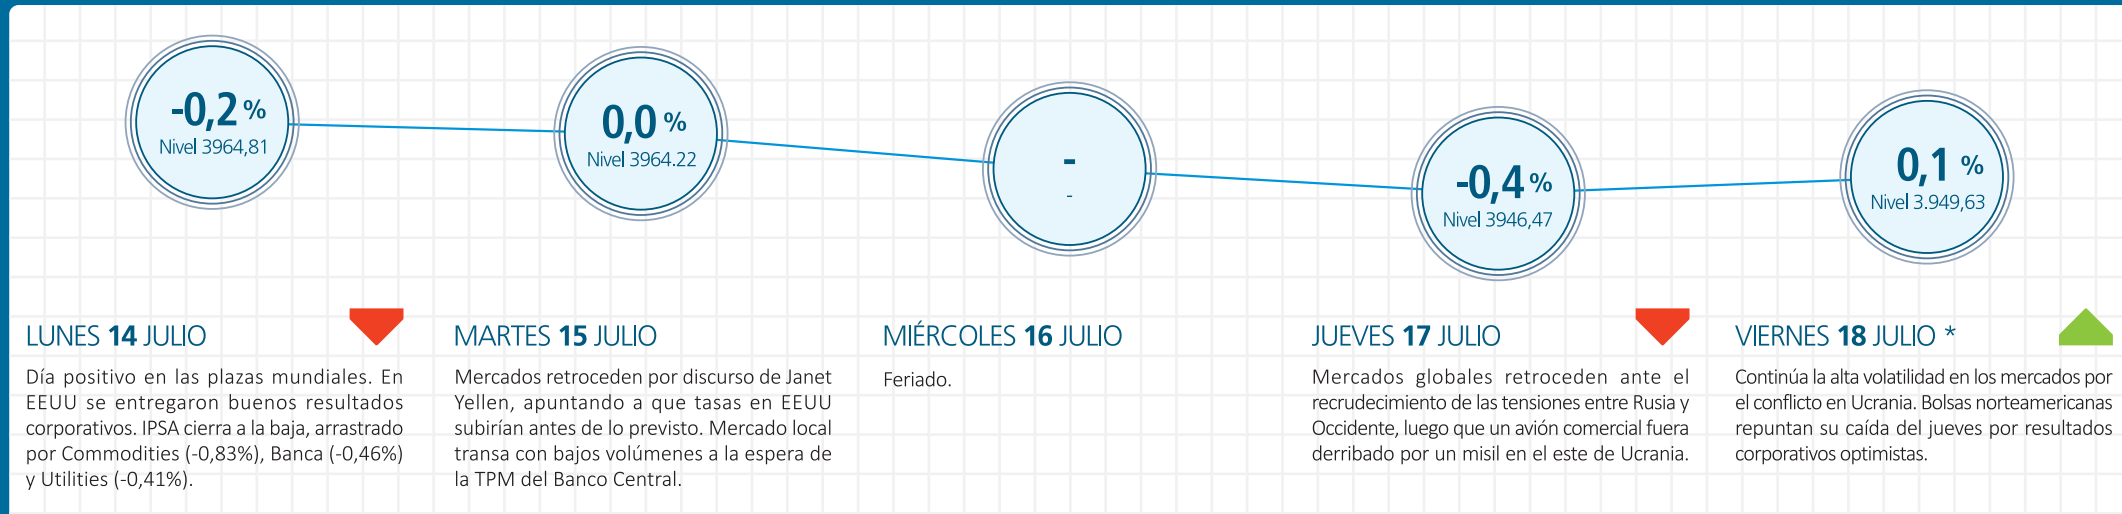 -0,2 %
Nivel 3964,81
0,0 %
Nivel 3964.22
-
-
-0,4 %
Nivel 3946,47
0,1 %
Nivel 3.949,63
LUNES 14 JULIO
Día positivo en las plazas mundiales. En
EEUU se entregaron buenos resultados
corporativos. IPSA cierra a la baja, arrastrado
por Commodities (-0,83%), Banca (-0,46%)
y Utilities (-0,41%).
MARTES 15 JULIO
Mercados retroceden por discurso de Janet
Yellen, apuntando a que tasas en EEUU
subirían antes de lo previsto. Mercado local
transa con bajos volúmenes a la espera de
la TPM del Banco Central.
MIÉRCOLES 16 JULIO
Feriado.
JUEVES 17 JULIO
Mercados globales retroceden ante el
recrudecimiento de las tensiones entre Rusia y
Occidente, luego que un avión comercial fuera
derribado por un misil en el este de Ucrania.
VIERNES 18 JULIO *
Continúa la alta volatilidad en los mercados por
el conflicto en Ucrania. Bolsas norteamericanas
repuntan su caída del jueves por resultados
corporativos optimistas.